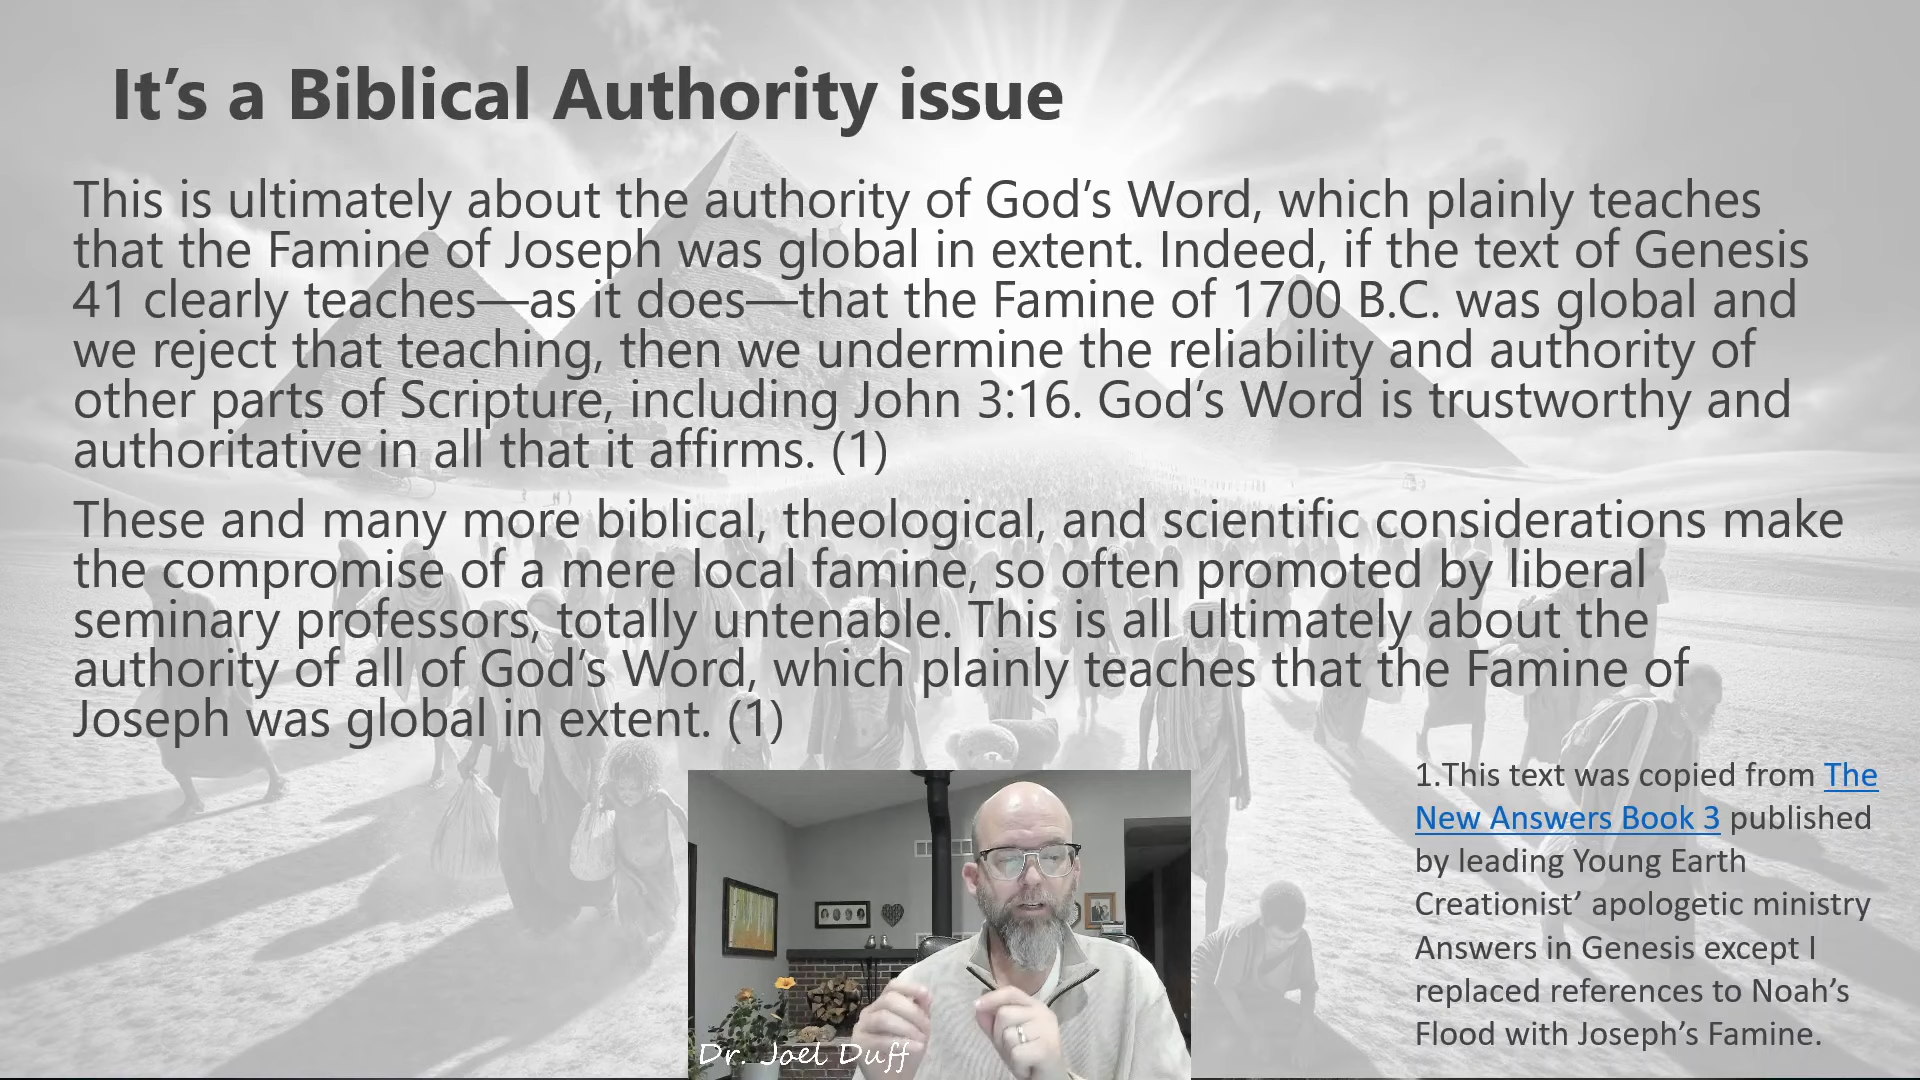 It’s a Biblical Authority issue
This is ultimately about the authority of God’s Word, which plainly teaches
that the Famine of Joseph was global in extent. Indeed, if the text of Genesis
41 clearly teaches—as it does—that the Famine of 1700 B.C. was global and
we reject that teaching, then we undermine the reliability and authority of
other parts of Scripture, including John 3:16. God’s Word is trustworthy and
authoritative in all that it affirms. (1)
These and many more biblical, theological, and scientific considerations make
the compromise of a mere local famine, so often promoted by liberal
seminary professors, totally untenable. This is all ultimately about the
authority of all of God’s Word, which plainly teaches that the Famine of
Joseph was global in extent. (1)
1.This text was copied from The
New Answers Book 3 published
by leading Young Earth
Creationist’ apologetic ministry
Answers in Genesis except I
replaced references to Noah’s
Flood with Joseph’s Famine.
Dr. Joel Duff